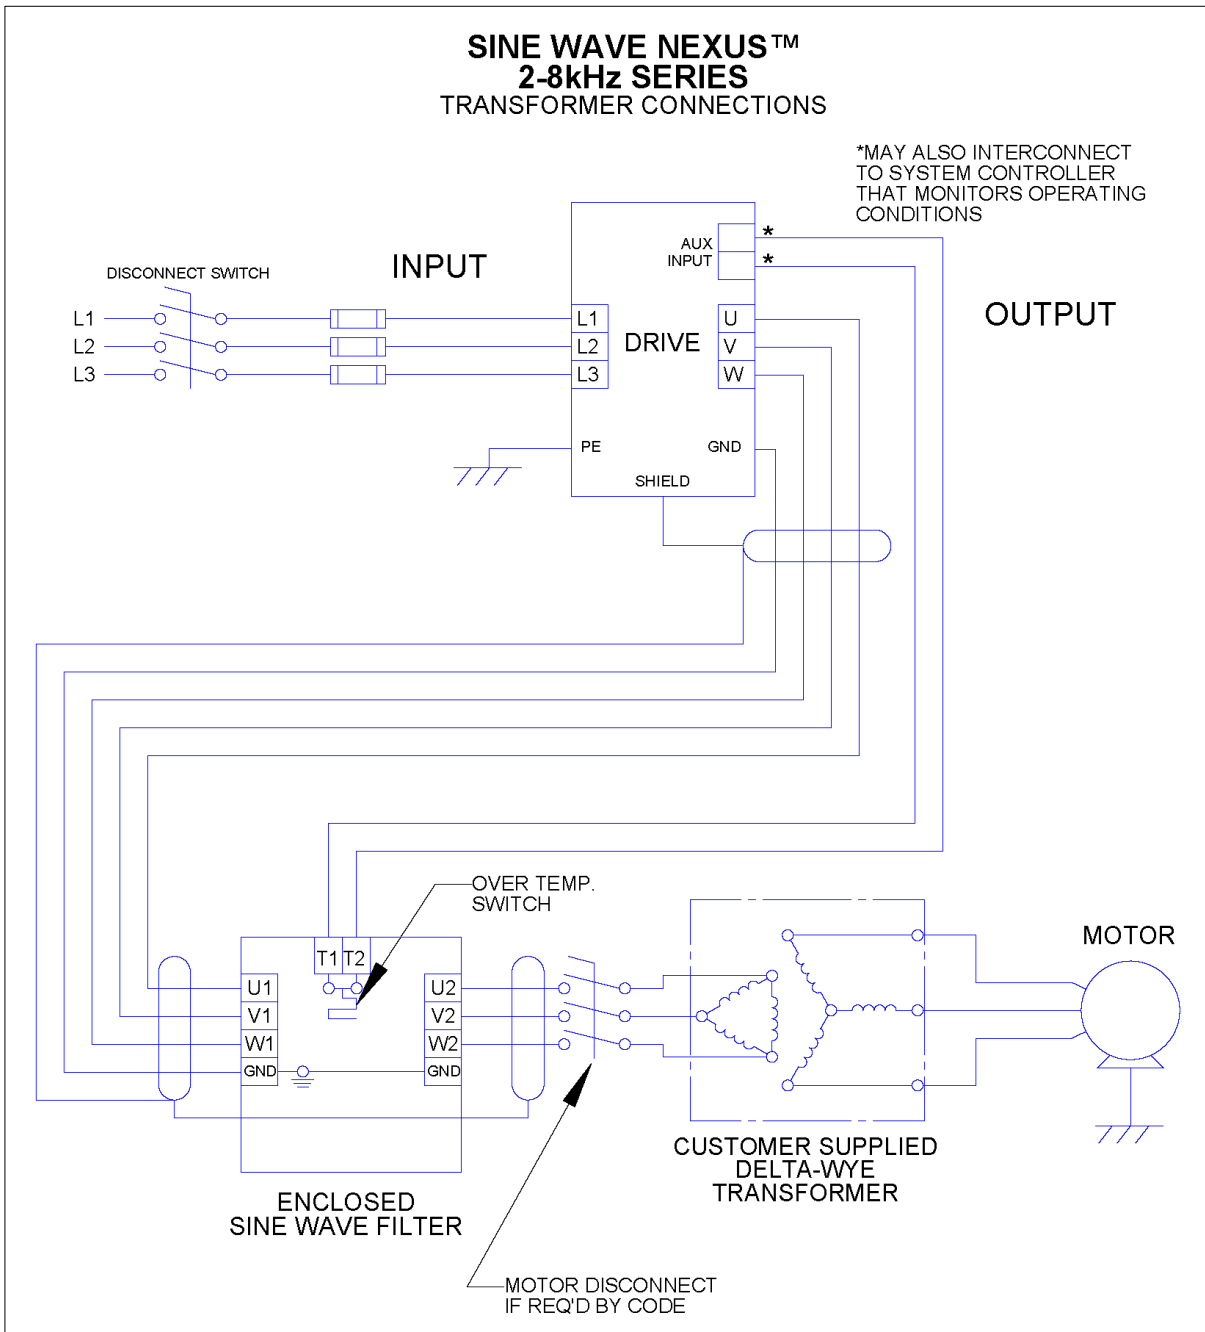 SINE WAVE NEXUS™
2-8kHz SERIES
TRANSFORMER CONNECTIONS
*MAY ALSO INTERCONNECT
TO SYSTEM CONTROLLER
THAT MONITORS OPERATING
CONDITIONS
DISCONNECT SWITCH
INPUT
AUX
INPUT
*
*
OUTPUT
L1
L2
L3
L1
L2
L3
DRIVE
U
V
W
PE
GND
SHIELD
OVER TEMP.
SWITCH
T1 T2
U1
V1
W1
GND
U2
V2
W2
GND
MOTOR
CUSTOMER SUPPLIED
DELTA-WYE
TRANSFORMER
ENCLOSED
SINE WAVE FILTER
MOTOR DISCONNECT
IF REQ'D BY CODE